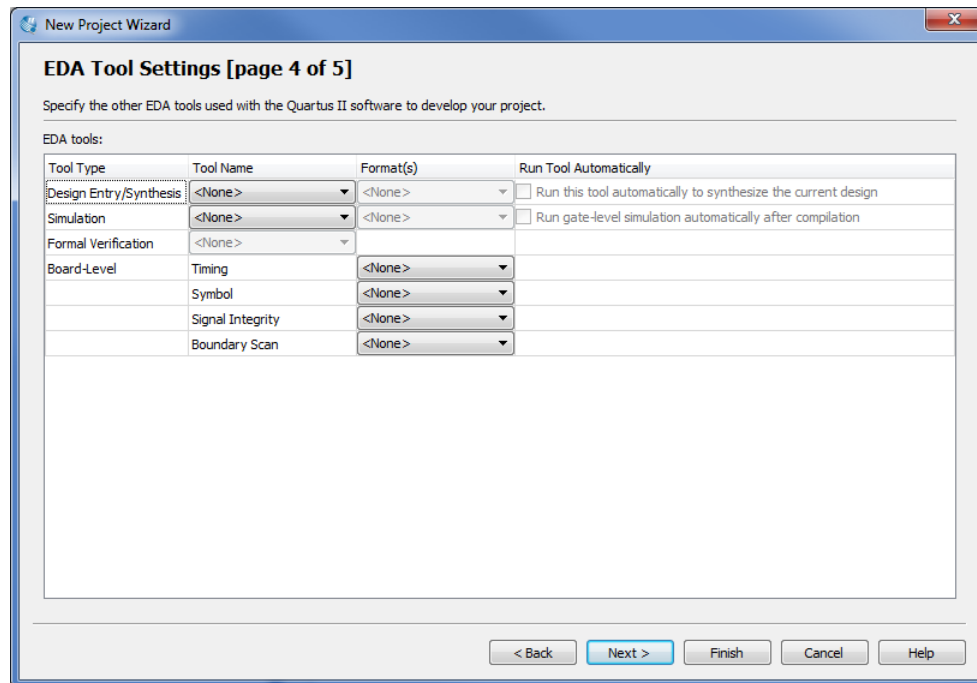 New Project Wizard
EDA Tool Settings [page 4 of 5]
Specify the other EDA tools used with the Quartus II software to develop your project.
EDA tools:
Tool Type Tool Name Format(s) Run Tool Automatically
Design Entry/Synthesis <None> <None> Run this tool automatically to synthesize the current design
Simulation <None> <None> Run gate-level simulation automatically after compilation
Formal Verification <None>
Board-Level Timing <None>
Symbol <None>
Signal Integrity <None>
Boundary Scan <None>
< Back Next > Finish Cancel Help